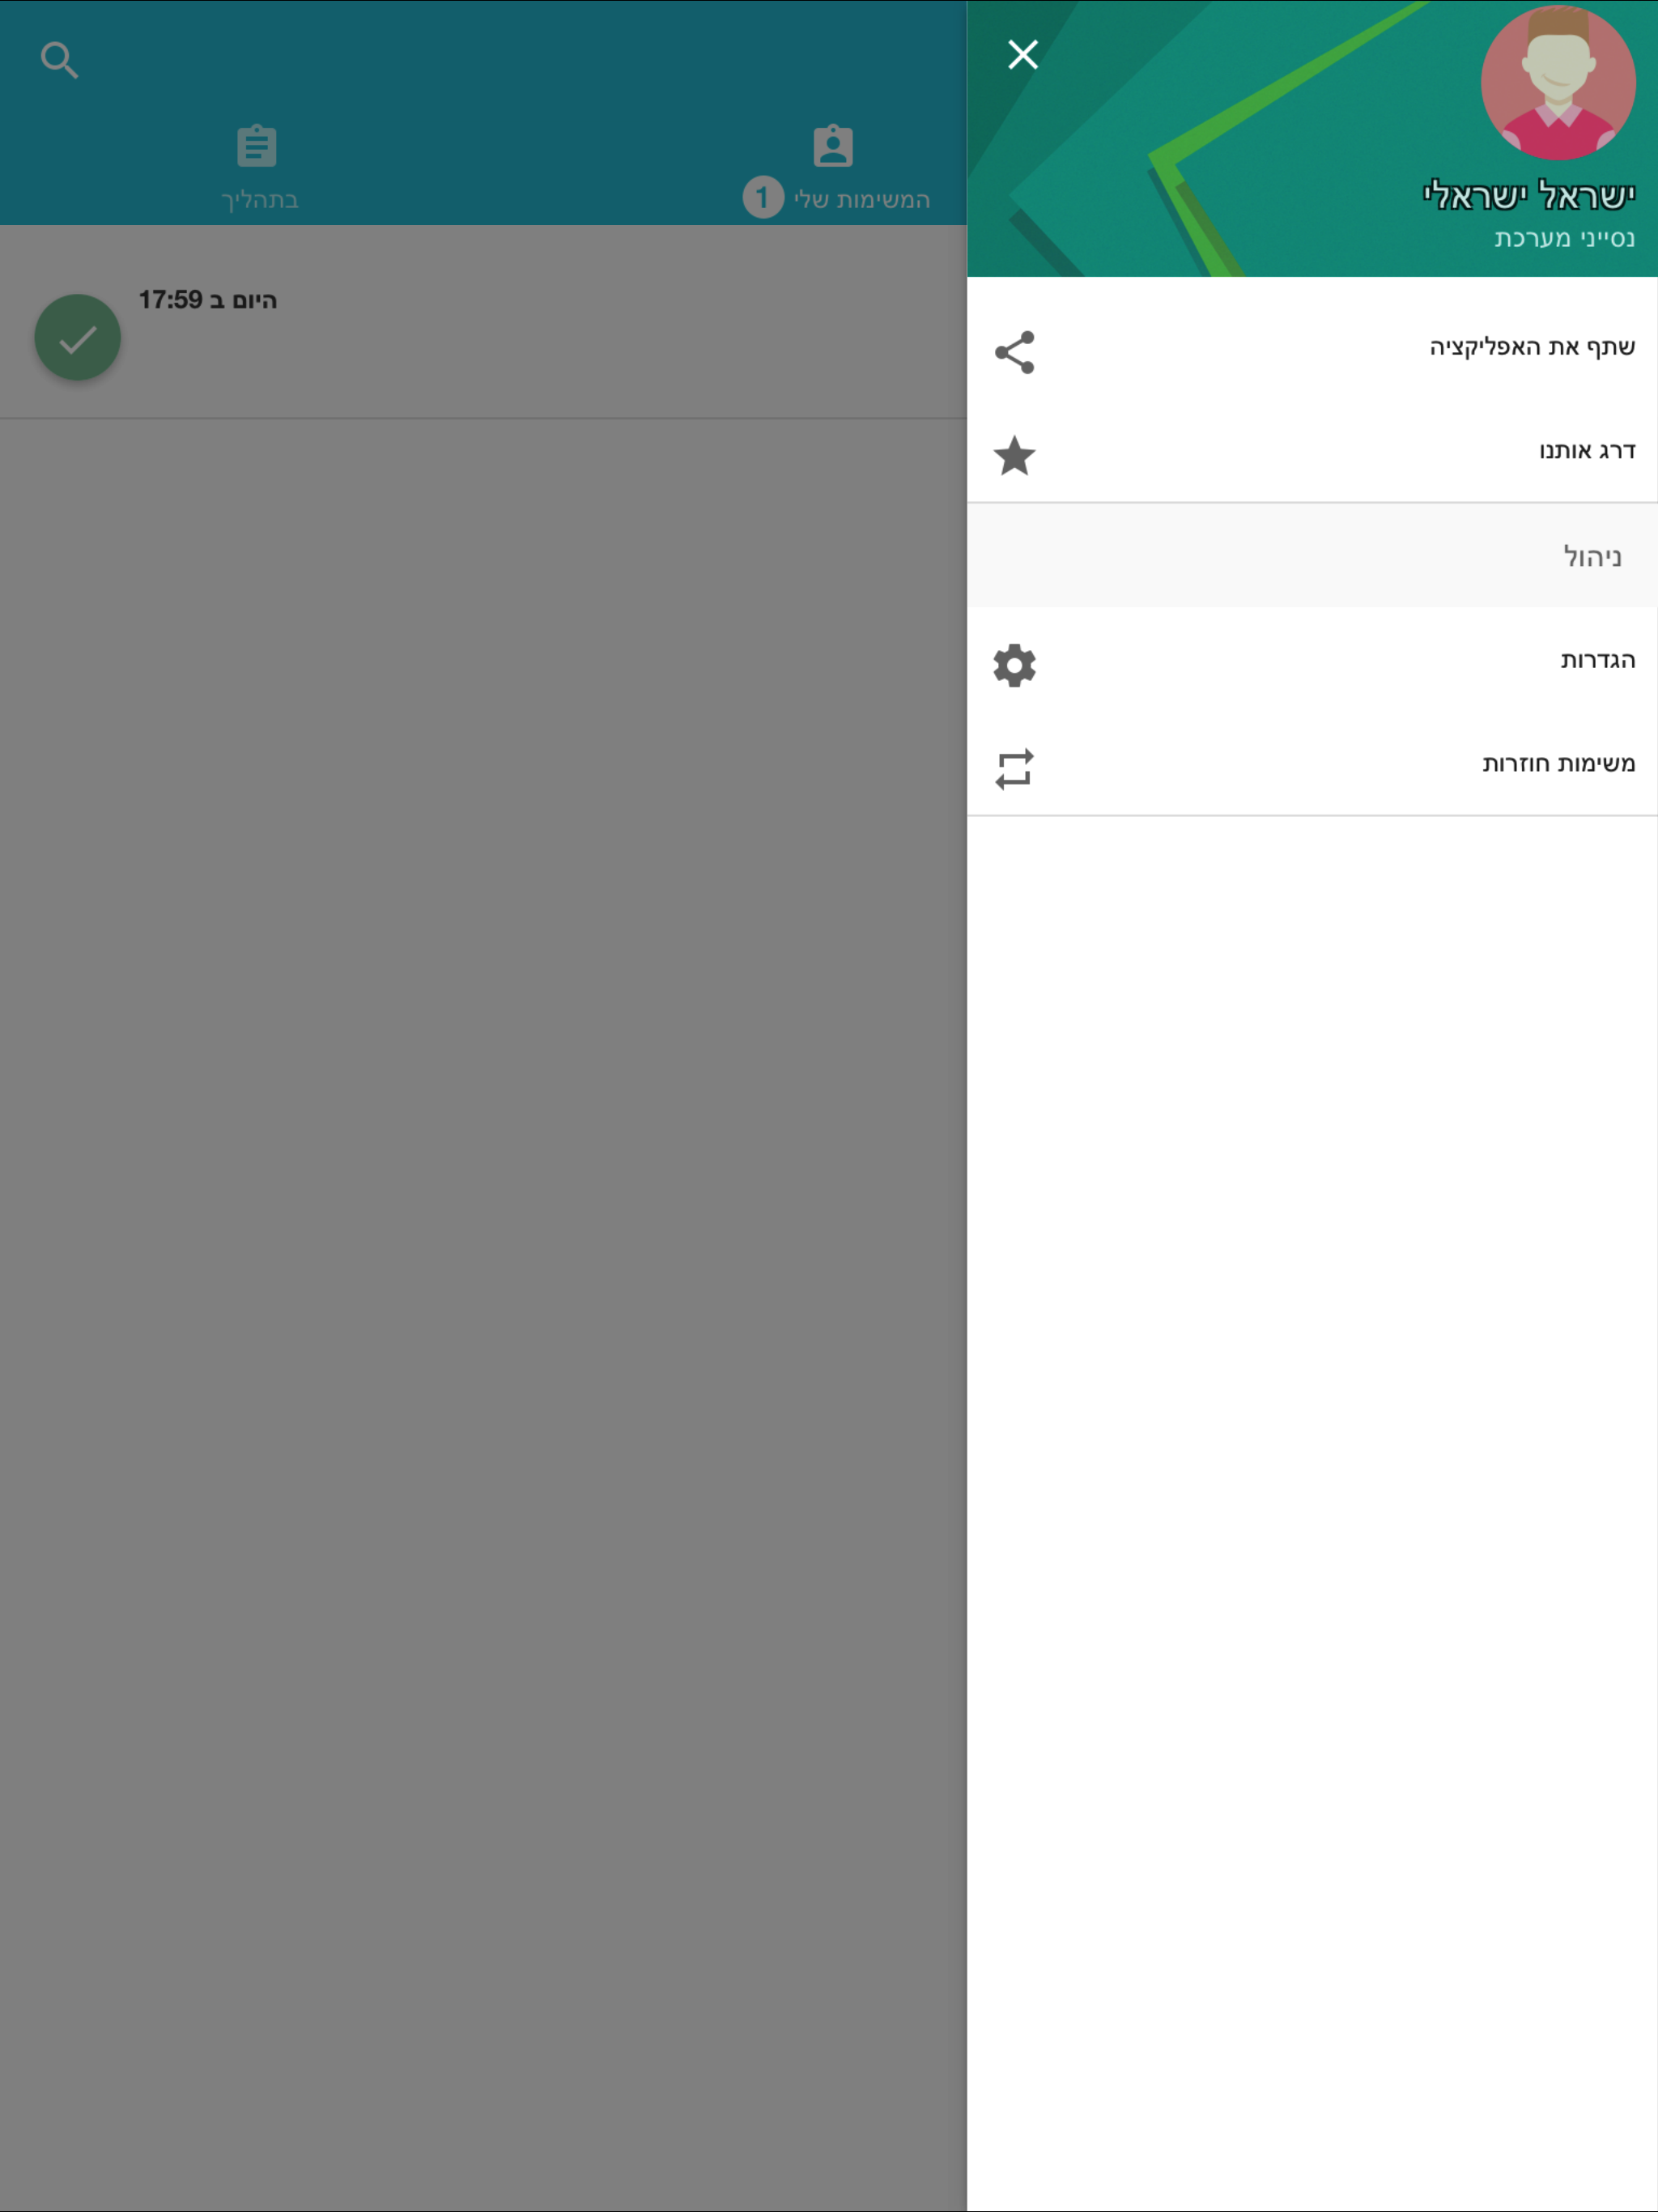 ישראל ישראלי
נסייני מערכת
שתף את האפליקציה
דרג אותנו
ניהול
הגדרות
משימות חוזרות
המשימות שלי 1
בתהליך
היום ב 17:59